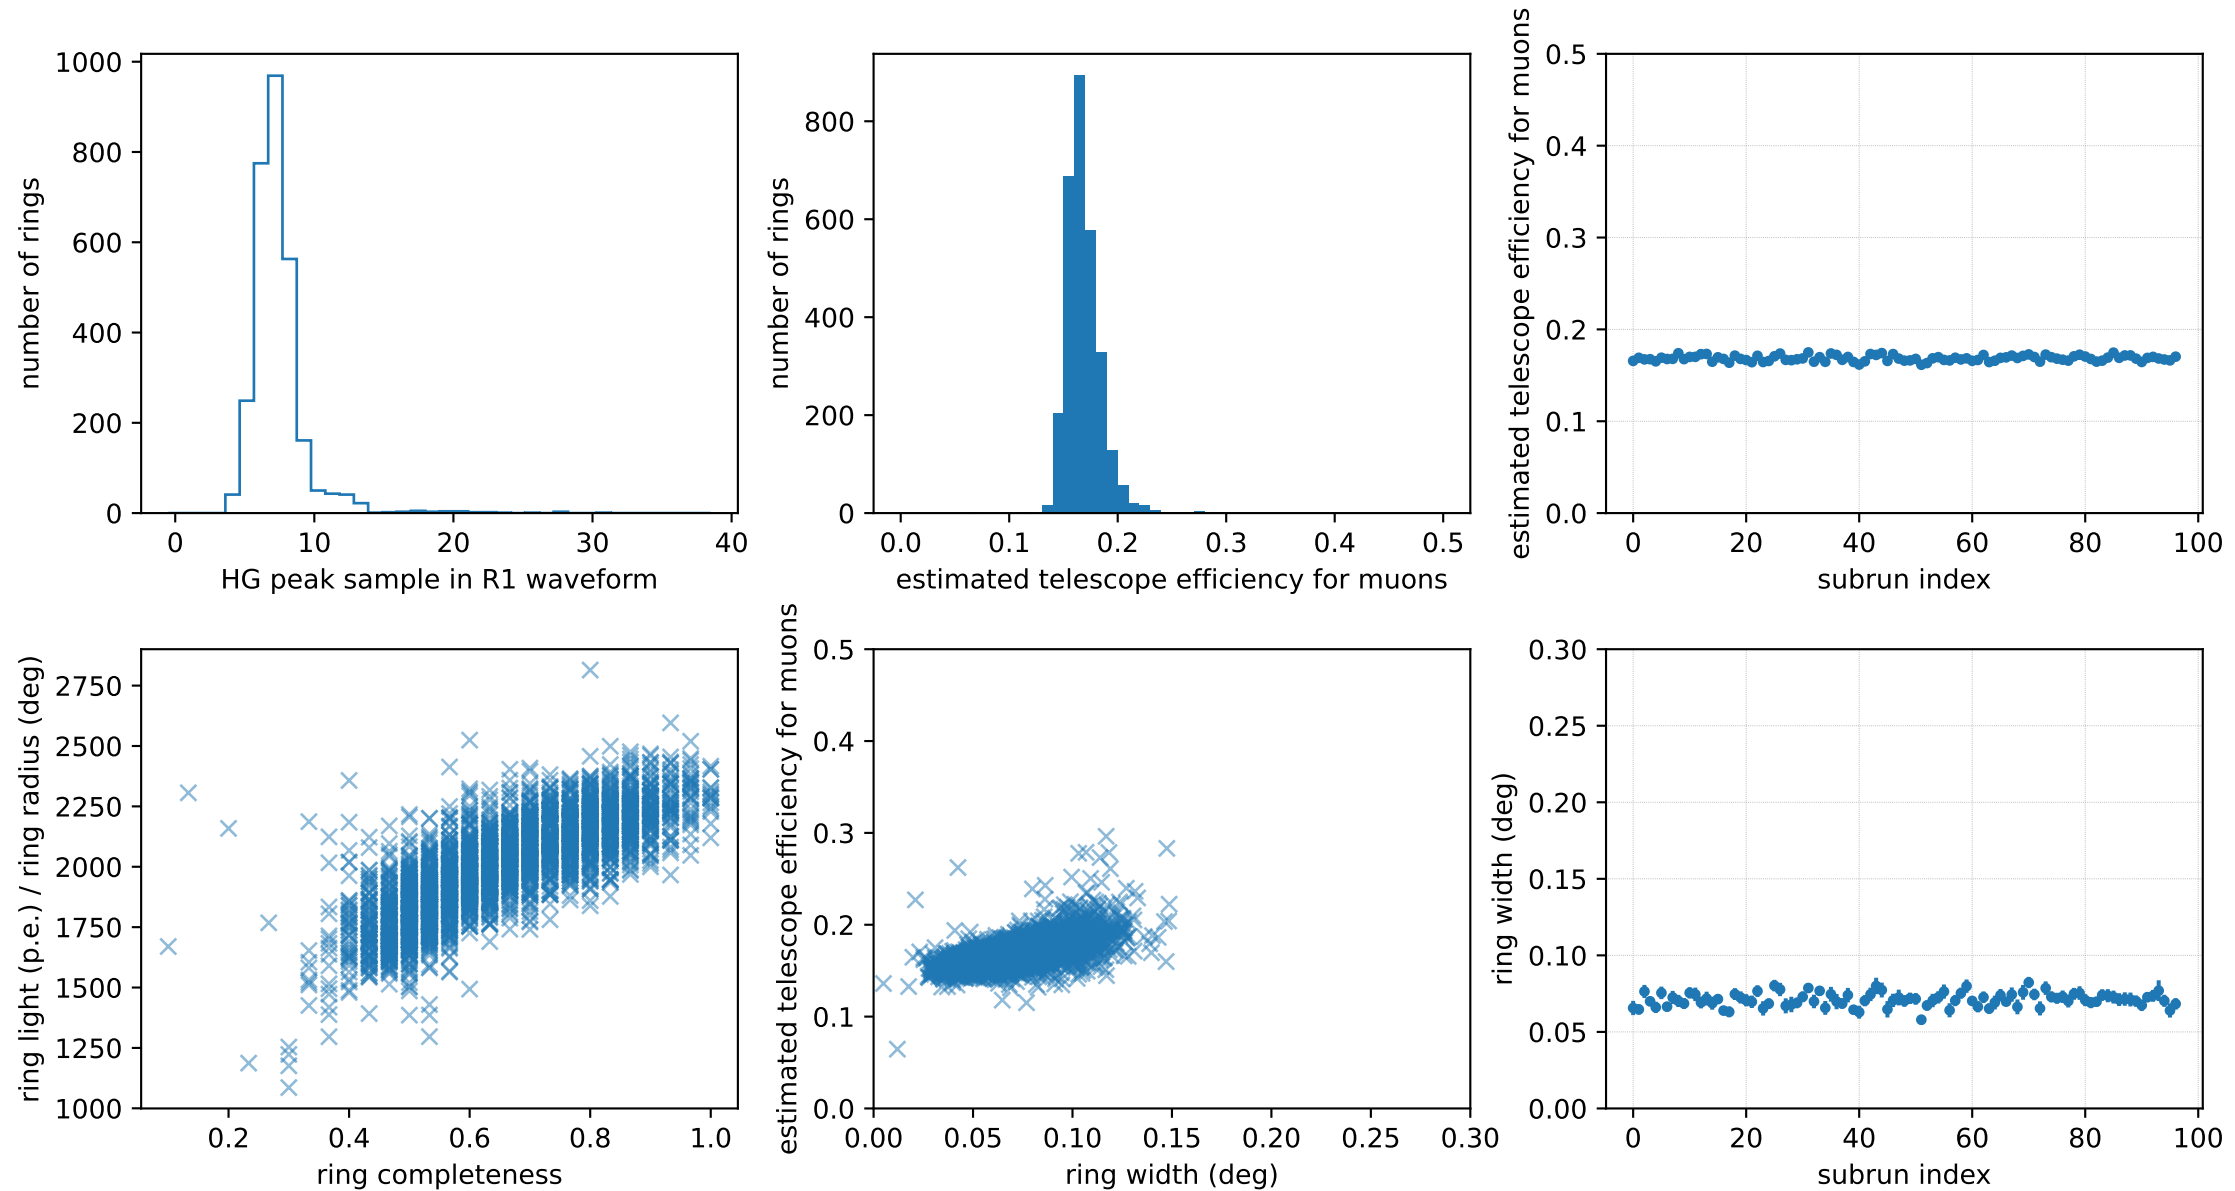 number of rings
1000
800
600
400
200
0
0 10 20 30 40
HG peak sample in R1 waveform
number of rings
800
600
400
200
0
0.0 0.1 0.2 0.3 0.4 0.5
estimated telescope efficiency for muons
estimated telescope efficiency for muons
0.5
0.4
0.3
0.2
0.1
0.0
0 20 40 60 80 100
subrun index
ring light (p.e.) / ring radius (deg)
2750
2500
2250
2000
1750
1500
1250
1000
0.2 0.4 0.6 0.8 1.0
ring completeness
estimated telescope efficiency for muons
0.5
0.4
0.3
0.2
0.1
0.0
0.00 0.05 0.10 0.15 0.20 0.25 0.30
ring width (deg)
ring width (deg)
0.30
0.25
0.20
0.15
0.10
0.05
0.00
0 20 40 60 80 100
subrun index